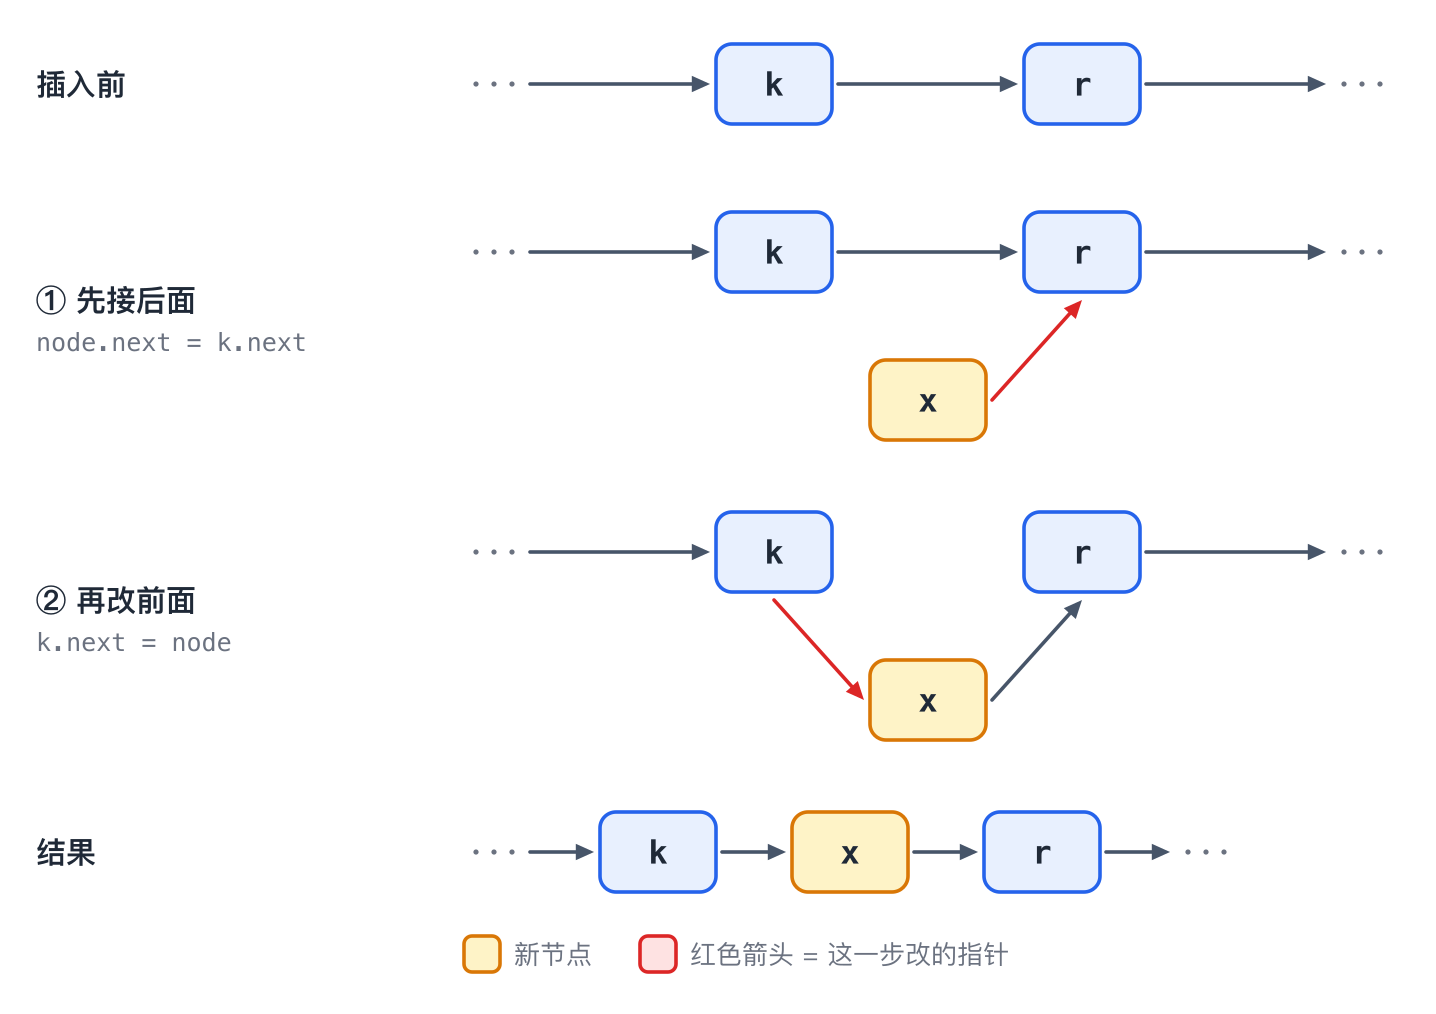 插入前
··· k r ···
··· k r ···
① 先接后面
node.next = k.next
x
··· k r ···
② 再改前面
k.next = node
x
结果
··· k x r ···
新节点
红色箭头 = 这一步改的指针